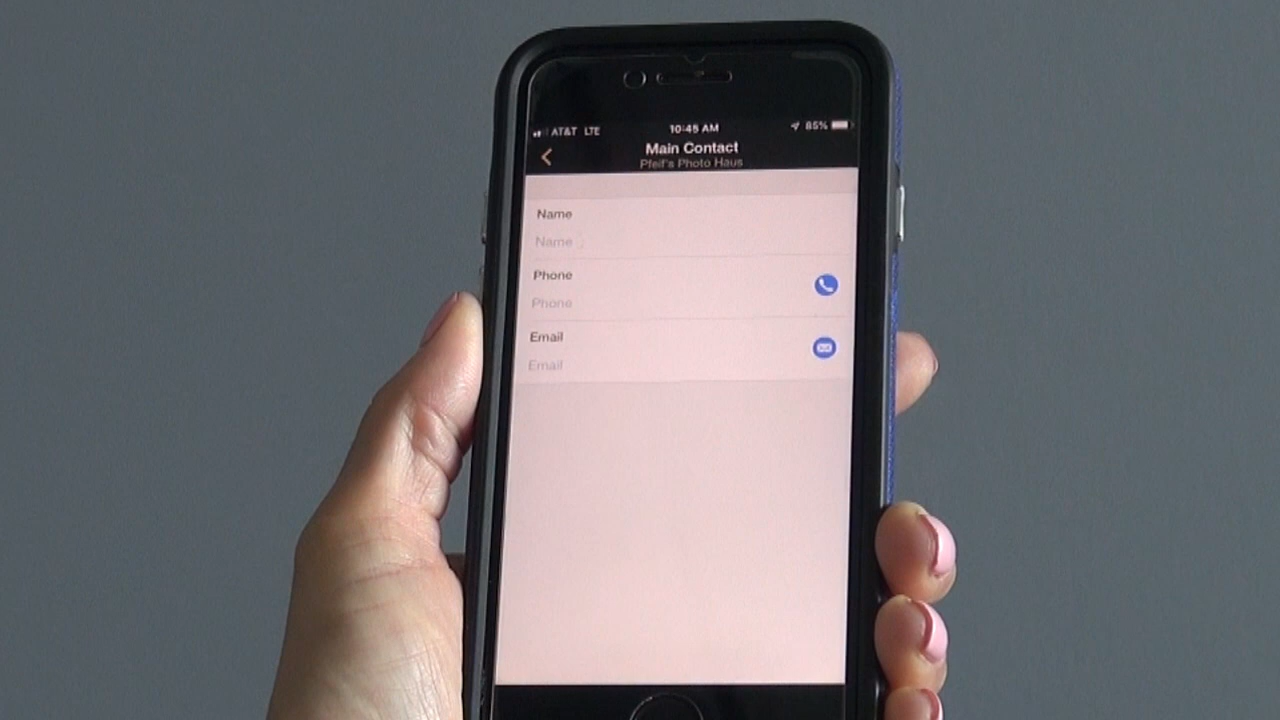 AT&T LTE 10:45 AM 85%
Main Contact
Pfeif's Photo Haus
Name
Name
Phone
Phone
Email
Email